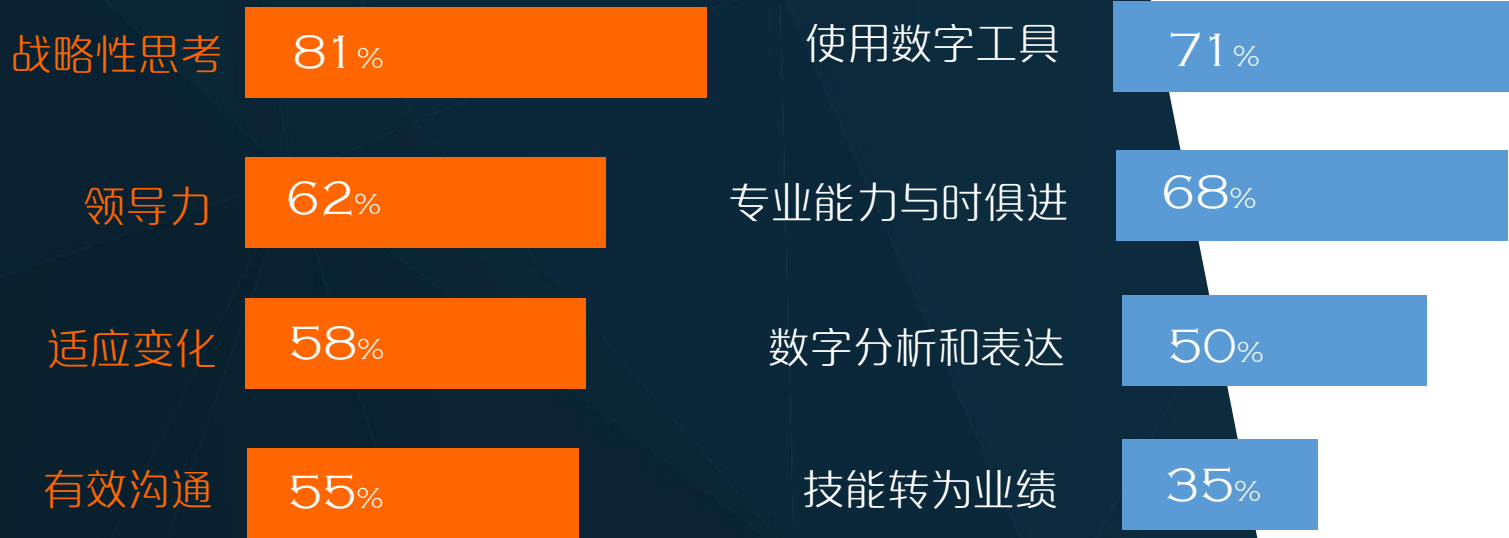 战略性思考 81%
领导力 62%
适应变化 58%
有效沟通 55%
使用数字工具 71%
专业能力与时俱进 68%
数字分析和表达 50%
技能转为业绩 35%